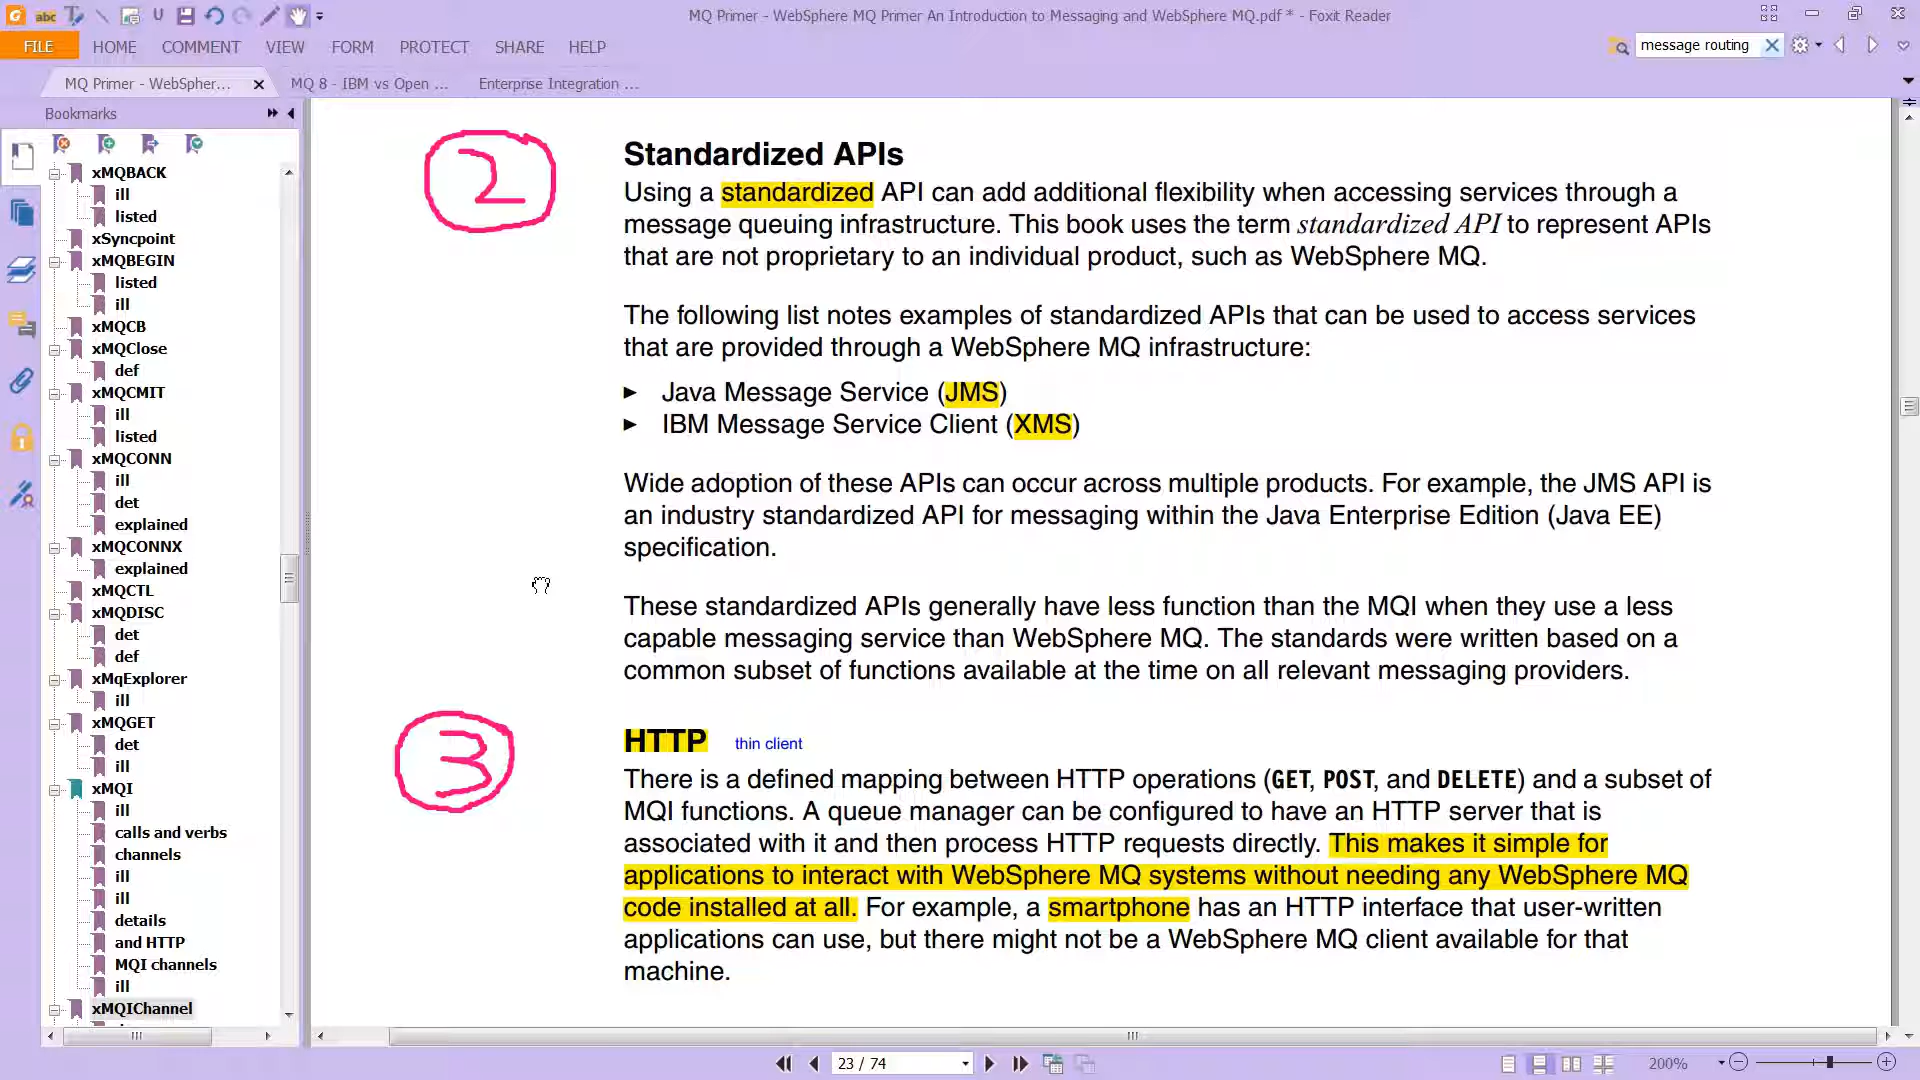 MQ Primer - WebSphere MQ Primer An Introduction to Messaging and WebSphere MQ.pdf * - Foxit Reader
FILE HOME COMMENT VIEW FORM PROTECT SHARE HELP
message routing
MQ Primer - WebSpher... MQ 8 - IBM vs Open ... Enterprise Integration ...
Bookmarks
xMQBACK
ill
listed
xSyncpoint
xMQBEGIN
listed
ill
xMQCB
xMQClose
def
xMQCMIT
ill
listed
xMQCONN
ill
det
explained
xMQCONNX
explained
xMQCTL
xMQDISC
det
def
xMqExplorer
ill
xMQGET
det
ill
xMQI
ill
calls and verbs
channels
ill
ill
details
and HTTP
MQI channels
ill
xMQIChannel
2
Standardized APIs
Using a standardized API can add additional flexibility when accessing services through a
message queuing infrastructure. This book uses the term standardized API to represent APIs
that are not proprietary to an individual product, such as WebSphere MQ.
The following list notes examples of standardized APIs that can be used to access services
that are provided through a WebSphere MQ infrastructure:
► Java Message Service (JMS)
► IBM Message Service Client (XMS)
Wide adoption of these APIs can occur across multiple products. For example, the JMS API is
an industry standardized API for messaging within the Java Enterprise Edition (Java EE)
specification.
These standardized APIs generally have less function than the MQI when they use a less
capable messaging service than WebSphere MQ. The standards were written based on a
common subset of functions available at the time on all relevant messaging providers.
3
HTTP thin client
There is a defined mapping between HTTP operations (GET, POST, and DELETE) and a subset of
MQI functions. A queue manager can be configured to have an HTTP server that is
associated with it and then process HTTP requests directly. This makes it simple for
applications to interact with WebSphere MQ systems without needing any WebSphere MQ
code installed at all. For example, a smartphone has an HTTP interface that user-written
applications can use, but there might not be a WebSphere MQ client available for that
machine.
23 / 74
200%